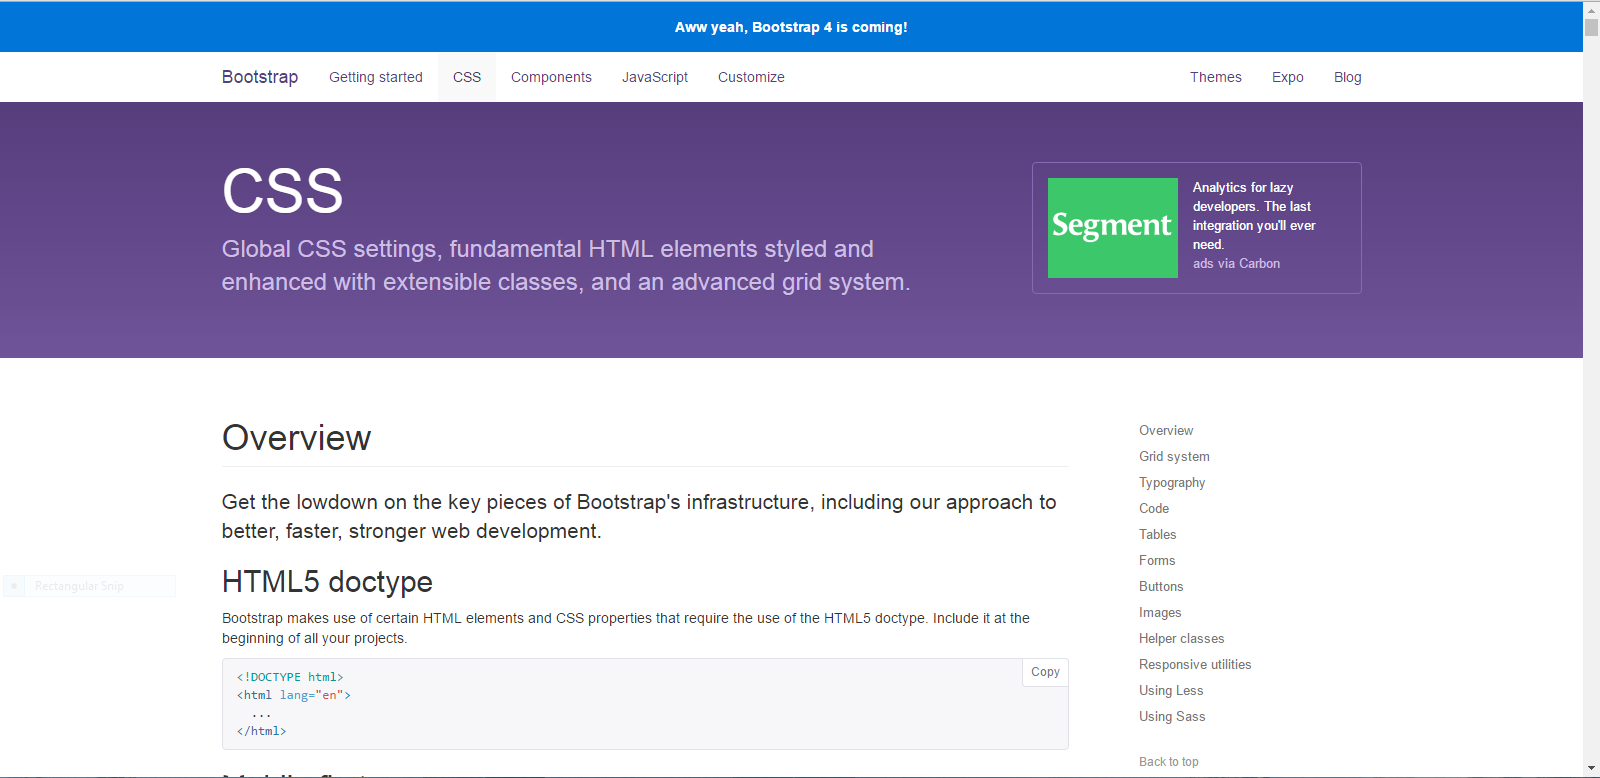 Aww yeah, Bootstrap 4 is coming!
Bootstrap Getting started CSS Components JavaScript Customize Themes Expo Blog
CSS
Global CSS settings, fundamental HTML elements styled and
enhanced with extensible classes, and an advanced grid system.
Segment
Analytics for lazy
developers. The last
integration you'll ever
need.
ads via Carbon
Overview
Get the lowdown on the key pieces of Bootstrap's infrastructure, including our approach to
better, faster, stronger web development.
HTML5 doctype
Bootstrap makes use of certain HTML elements and CSS properties that require the use of the HTML5 doctype. Include it at the
beginning of all your projects.
Copy
<!DOCTYPE html>
<html lang="en">
...
</html>
Overview
Grid system
Typography
Code
Tables
Forms
Buttons
Images
Helper classes
Responsive utilities
Using Less
Using Sass
Back to top
Rectangular Snip